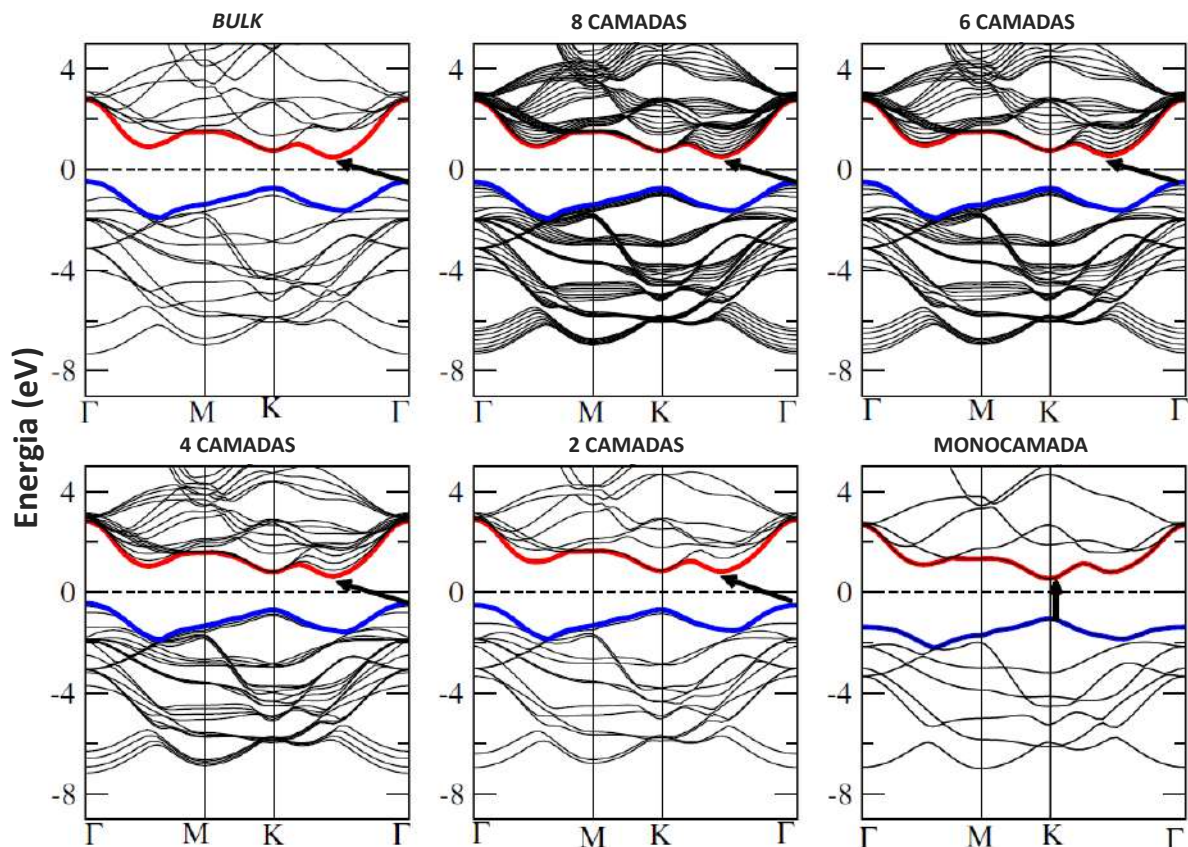 BULK
8 CAMADAS
6 CAMADAS
Energia (eV)
4
0
-4
-8
Γ M K Γ
4
0
-4
-8
Γ M K Γ
4
0
-4
-8
Γ M K Γ
4 CAMADAS
2 CAMADAS
MONOCAMADA
4
0
-4
-8
Γ M K Γ
4
0
-4
-8
Γ M K Γ
4
0
-4
-8
Γ M K Γ